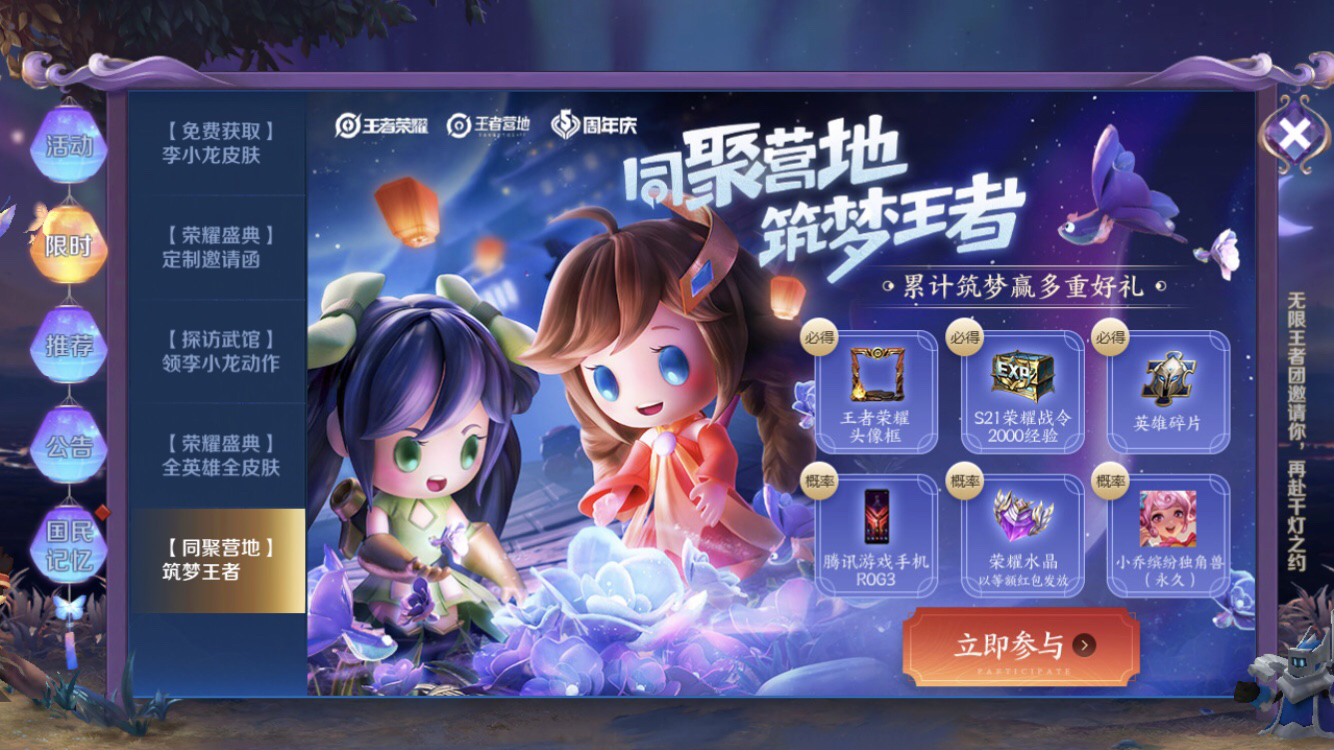 活动
限时
推荐
公告
国民
记忆
【免费获取】
李小龙皮肤
【荣耀盛典】
定制邀请函
【探访武馆】
领李小龙动作
【荣耀盛典】
全英雄全皮肤
【同聚营地】
筑梦王者
王者荣耀
王者营地
5周年庆
同聚营地
筑梦王者
累计筑梦赢多重好礼
必得
王者荣耀
头像框
必得
EXP
S21荣耀战令
2000经验
必得
英雄碎片
概率
腾讯游戏手机
ROG3
概率
荣耀水晶
以等额红包发放
概率
小乔缤纷独角兽
（永久）
立即参与
PARTICIPATE
无限王者团邀请你，再赴千灯之约